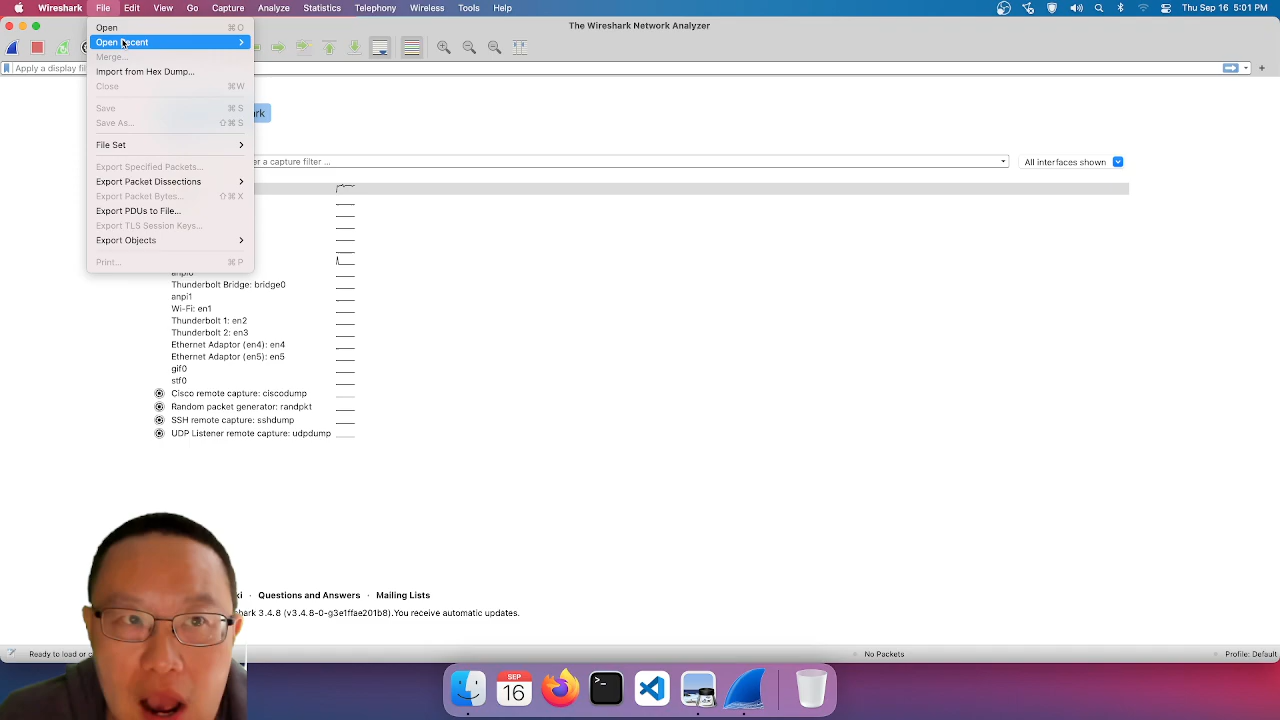 Wireshark File Edit View Go Capture Analyze Statistics Telephony Wireless Tools Help Thu Sep 16 5:01 PM
The Wireshark Network Analyzer
Open ⌘ O
Open
Merge...
Import from Hex Dump...
Close ⌘W
Save ⌘ S
Save As... ⇧⌘ S
File Set
Export Specified Packets...
Export Packet Dissections
Export Packet Bytes... ⇧⌘ X
Export PDUs to File...
Export TLS Session Keys...
Export Objects
Print... ⌘ P
Apply a display
a capture filter ... All interfaces shown
Thunderbolt Bridge: bridge0
anpi1
Wi-Fi: en1
Thunderbolt 1: en2
Thunderbolt 2: en3
Ethernet Adaptor (en4): en4
Ethernet Adaptor (en5): en5
gif0
stf0
Cisco remote capture: ciscodump
Random packet generator: randpkt
SSH remote capture: sshdump
UDP Listener remote capture: udpdump
· Questions and Answers · Mailing Lists
3.4.8 (v3.4.8-0-g3e1ffae201b8).You receive automatic updates.
Ready to load or No Packets Profile: Default
SEP
16
>_